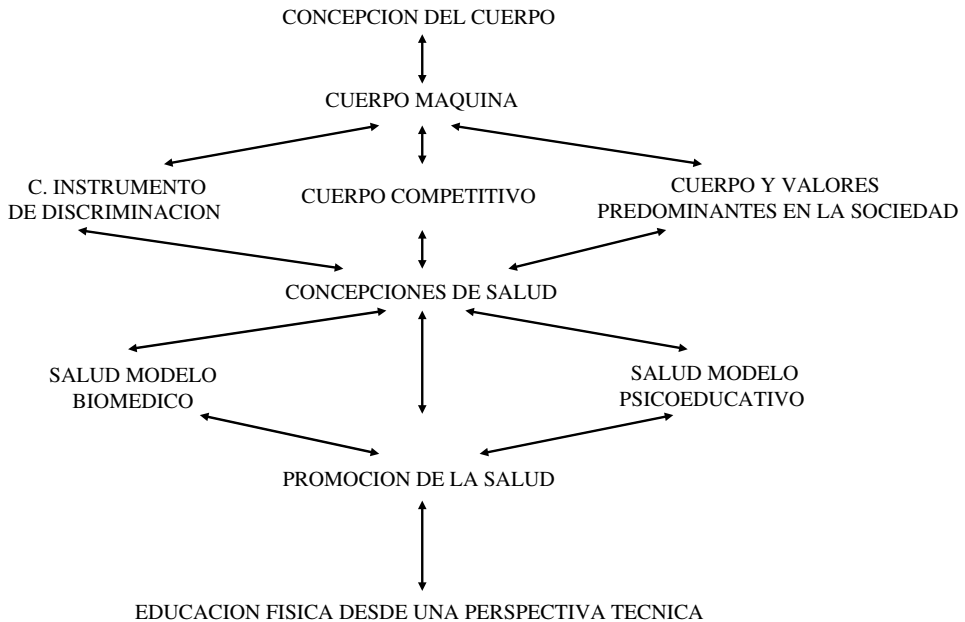 CONCEPCION DEL CUERPO
CUERPO MAQUINA
C. INSTRUMENTO
DE DISCRIMINACION
CUERPO COMPETITIVO
CUERPO Y VALORES
PREDOMINANTES EN LA SOCIEDAD
CONCEPCIONES DE SALUD
SALUD MODELO
BIOMEDICO
SALUD MODELO
PSICOEDUCATIVO
PROMOCION DE LA SALUD
EDUCACION FISICA DESDE UNA PERSPECTIVA TECNICA